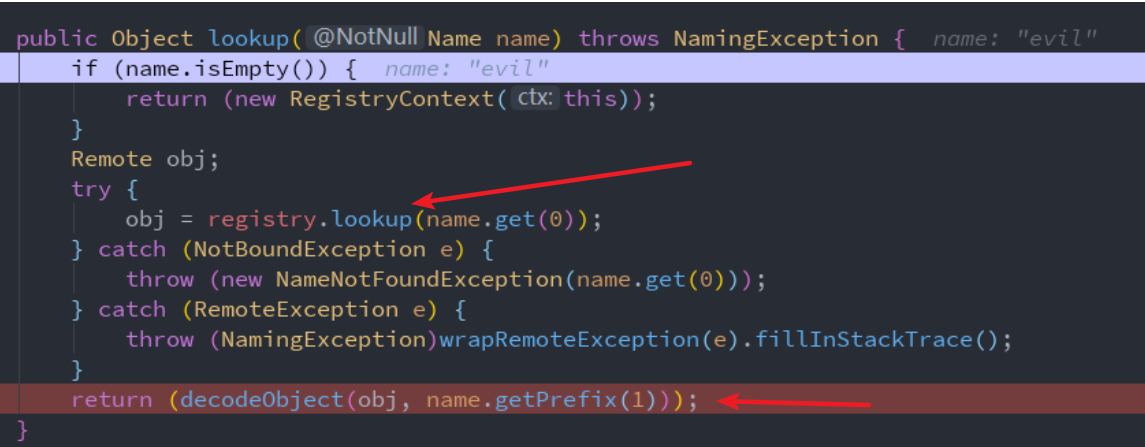 public Object lookup( @NotNull Name name) throws NamingException {  name: "evil"
    if (name.isEmpty()) {  name: "evil"
        return (new RegistryContext( ctx: this));
    }
    Remote obj;
    try {
        obj = registry.lookup(name.get(0));
    } catch (NotBoundException e) {
        throw (new NameNotFoundException(name.get(0)));
    } catch (RemoteException e) {
        throw (NamingException)wrapRemoteException(e).fillInStackTrace();
    }
    return (decodeObject(obj, name.getPrefix(1)));
}